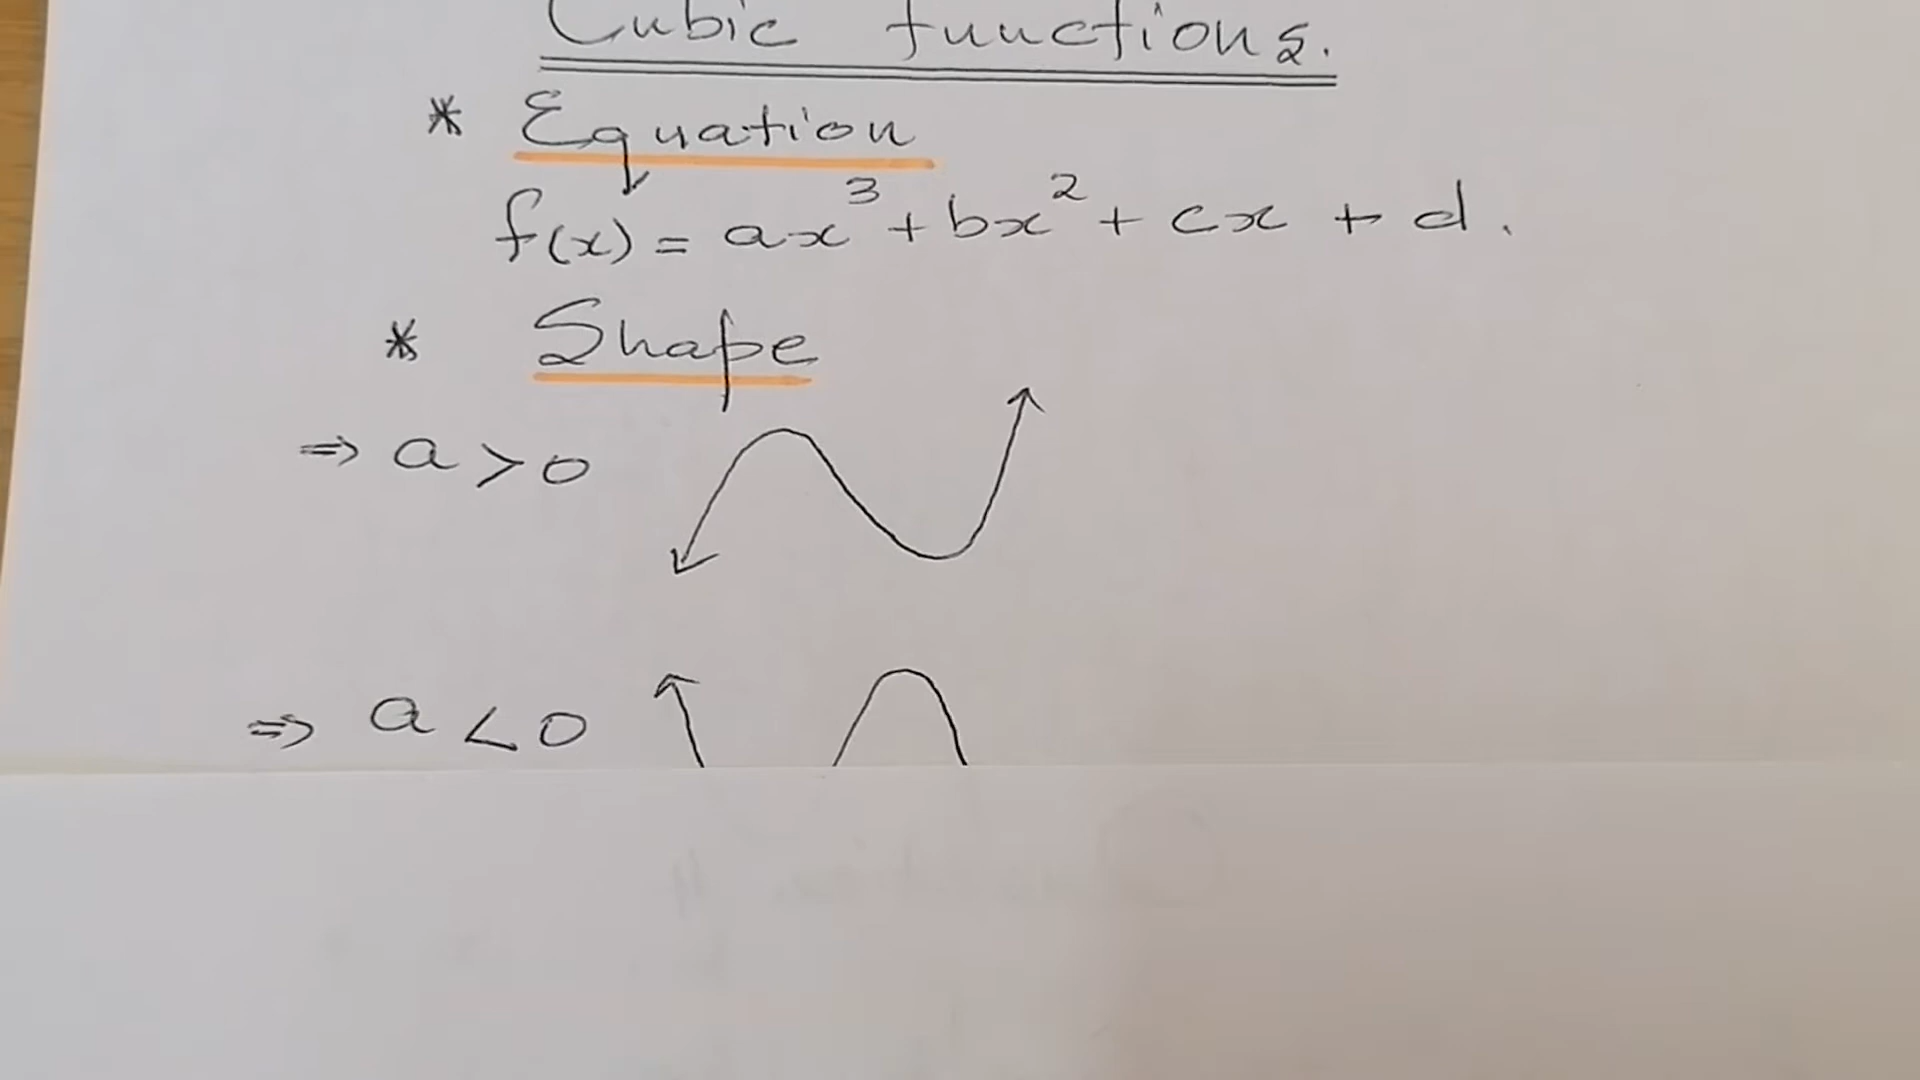 Cubic functions.
* Equation
f(x) = ax³ + bx² + cx + d.
* Shape
⇒ a > 0
⇒ a < 0